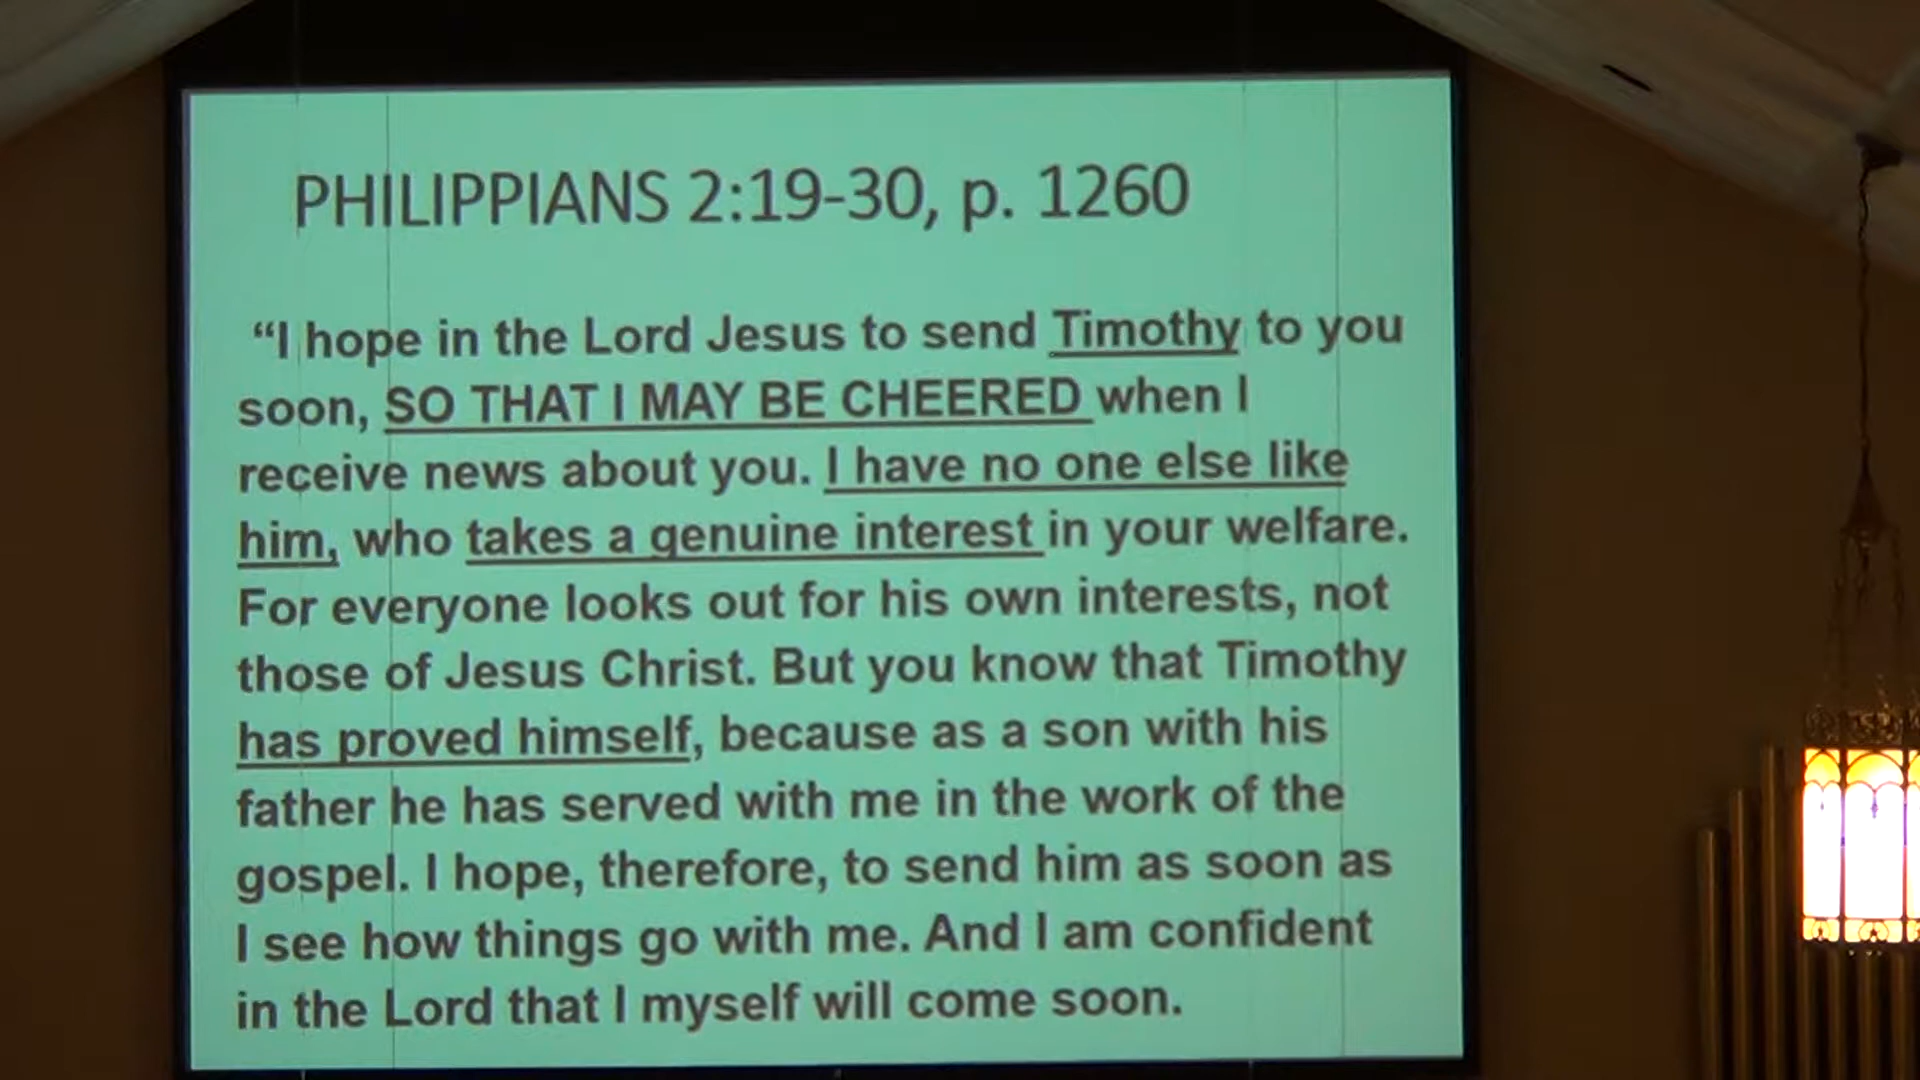 PHILIPPIANS 2:19-30, p. 1260
“I hope in the Lord Jesus to send Timothy to you
soon, SO THAT I MAY BE CHEERED when I
receive news about you. I have no one else like
him, who takes a genuine interest in your welfare.
For everyone looks out for his own interests, not
those of Jesus Christ. But you know that Timothy
has proved himself, because as a son with his
father he has served with me in the work of the
gospel. I hope, therefore, to send him as soon as
I see how things go with me. And I am confident
in the Lord that I myself will come soon.